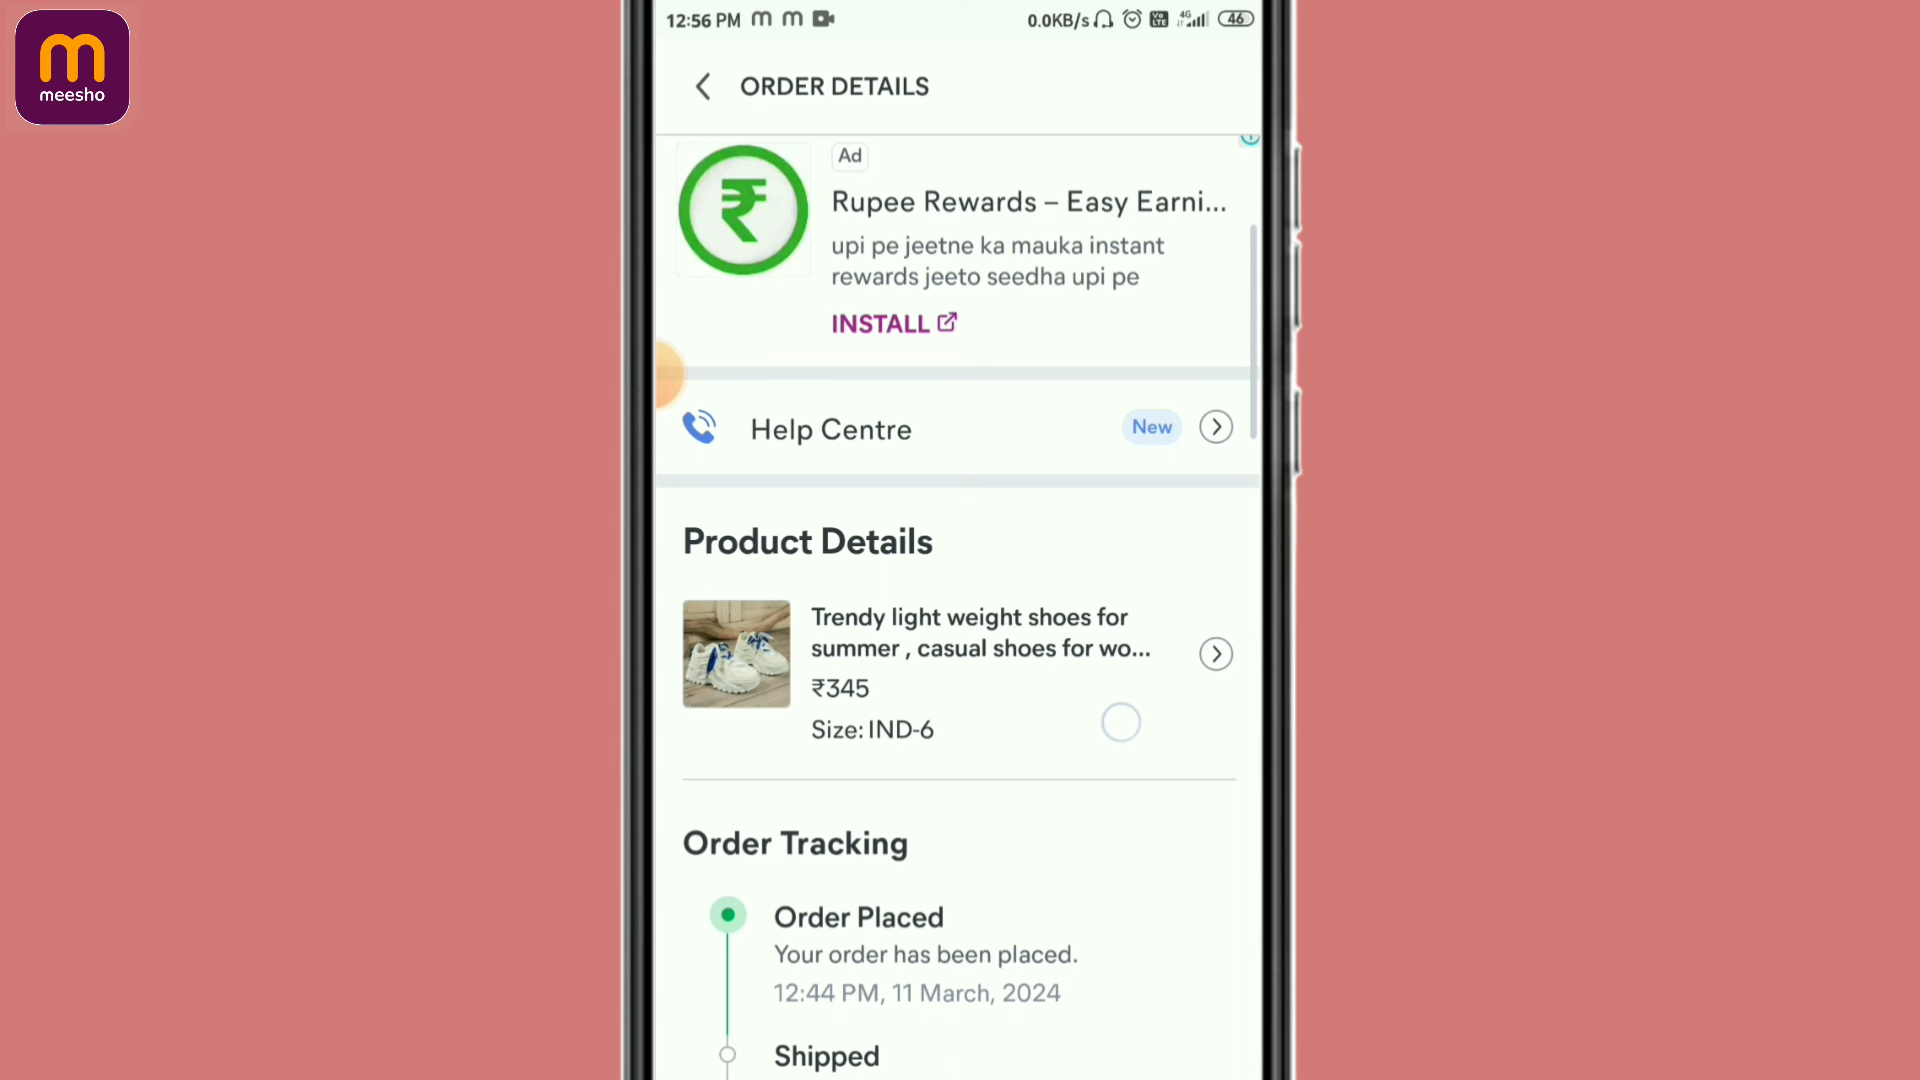 meesho
12:56 PM
0.0KB/s
Vo
LTE
4G
46
ORDER DETAILS
Ad
Rupee Rewards – Easy Earni...
upi pe jeetne ka mauka instant
rewards jeeto seedha upi pe
INSTALL
Help Centre
New
Product Details
Trendy light weight shoes for
summer , casual shoes for wo...
₹345
Size: IND-6
Order Tracking
Order Placed
Your order has been placed.
12:44 PM, 11 March, 2024
Shipped